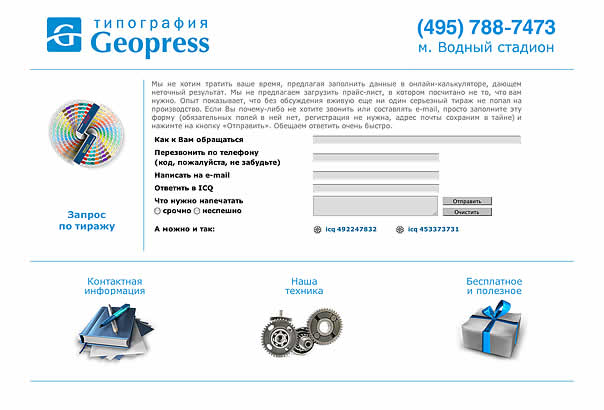 типография
Geopress
(495) 788-7473
м. Водный стадион
Мы не хотим тратить ваше время, предлагая заполнить данные в онлайн-калькуляторе, дающем
неточный результат. Мы не предлагаем загрузить прайс-лист, в котором посчитано не то, что вам
нужно. Опыт показывает, что без обсуждения вживую еще ни один серьезный тираж не попал на
производство. Если Вы почему-либо не хотите звонить или составлять e-mail, просто заполните эту
форму (обязательных полей в ней нет, регистрация не нужна, адрес почты сохраним в тайне) и
нажмите на кнопку «Отправить». Обещаем ответить очень быстро.
Как к Вам обращаться
Перезвонить по телефону
(код, пожалуйста, не забудьте)
Написать на e-mail
Ответить в ICQ
Что нужно напечатать
срочно неспешно
Отправить
Очистить
А можно и так: icq 492247832 icq 453373731
Запрос
по тиражу
Контактная
информация
Наша
техника
Бесплатное
и полезное